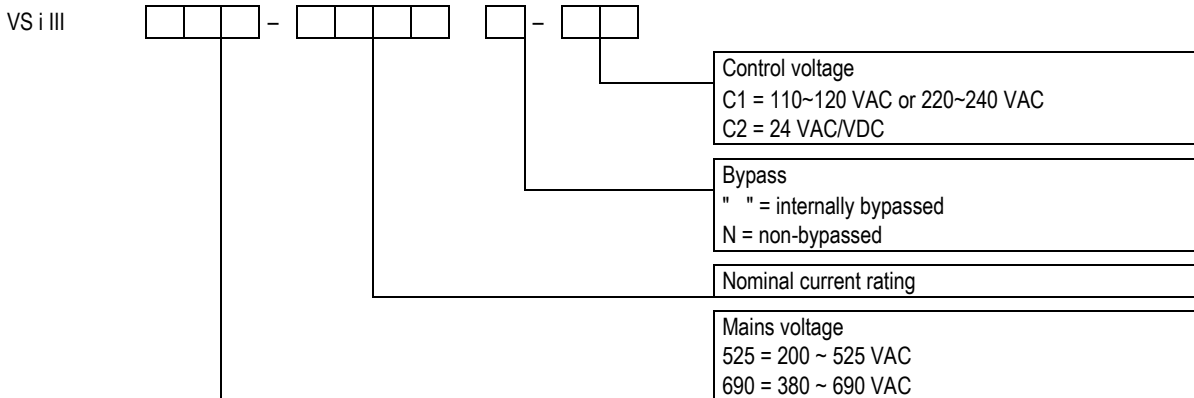 VS i III – –
Control voltage
C1 = 110~120 VAC or 220~240 VAC
C2 = 24 VAC/VDC
Bypass
" " = internally bypassed
N = non-bypassed
Nominal current rating
Mains voltage
525 = 200 ~ 525 VAC
690 = 380 ~ 690 VAC